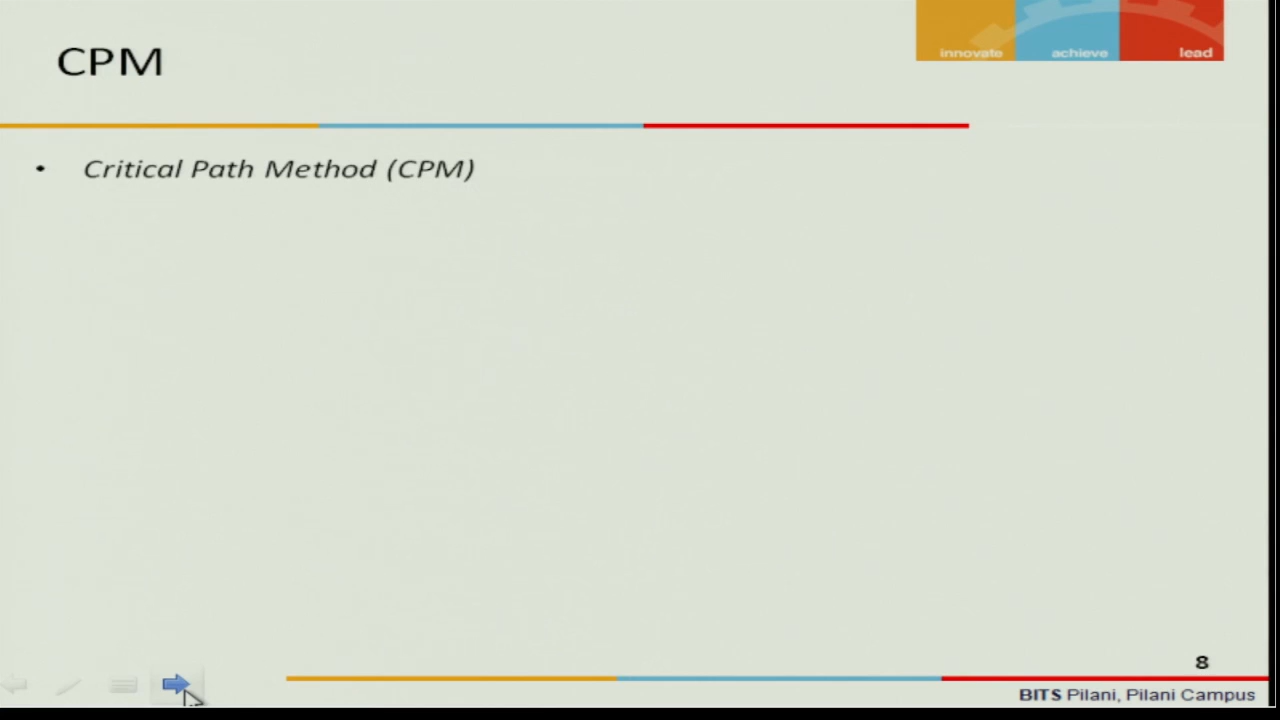 CPM
innovate achieve lead
• Critical Path Method (CPM)
8
BITS Pilani, Pilani Campus